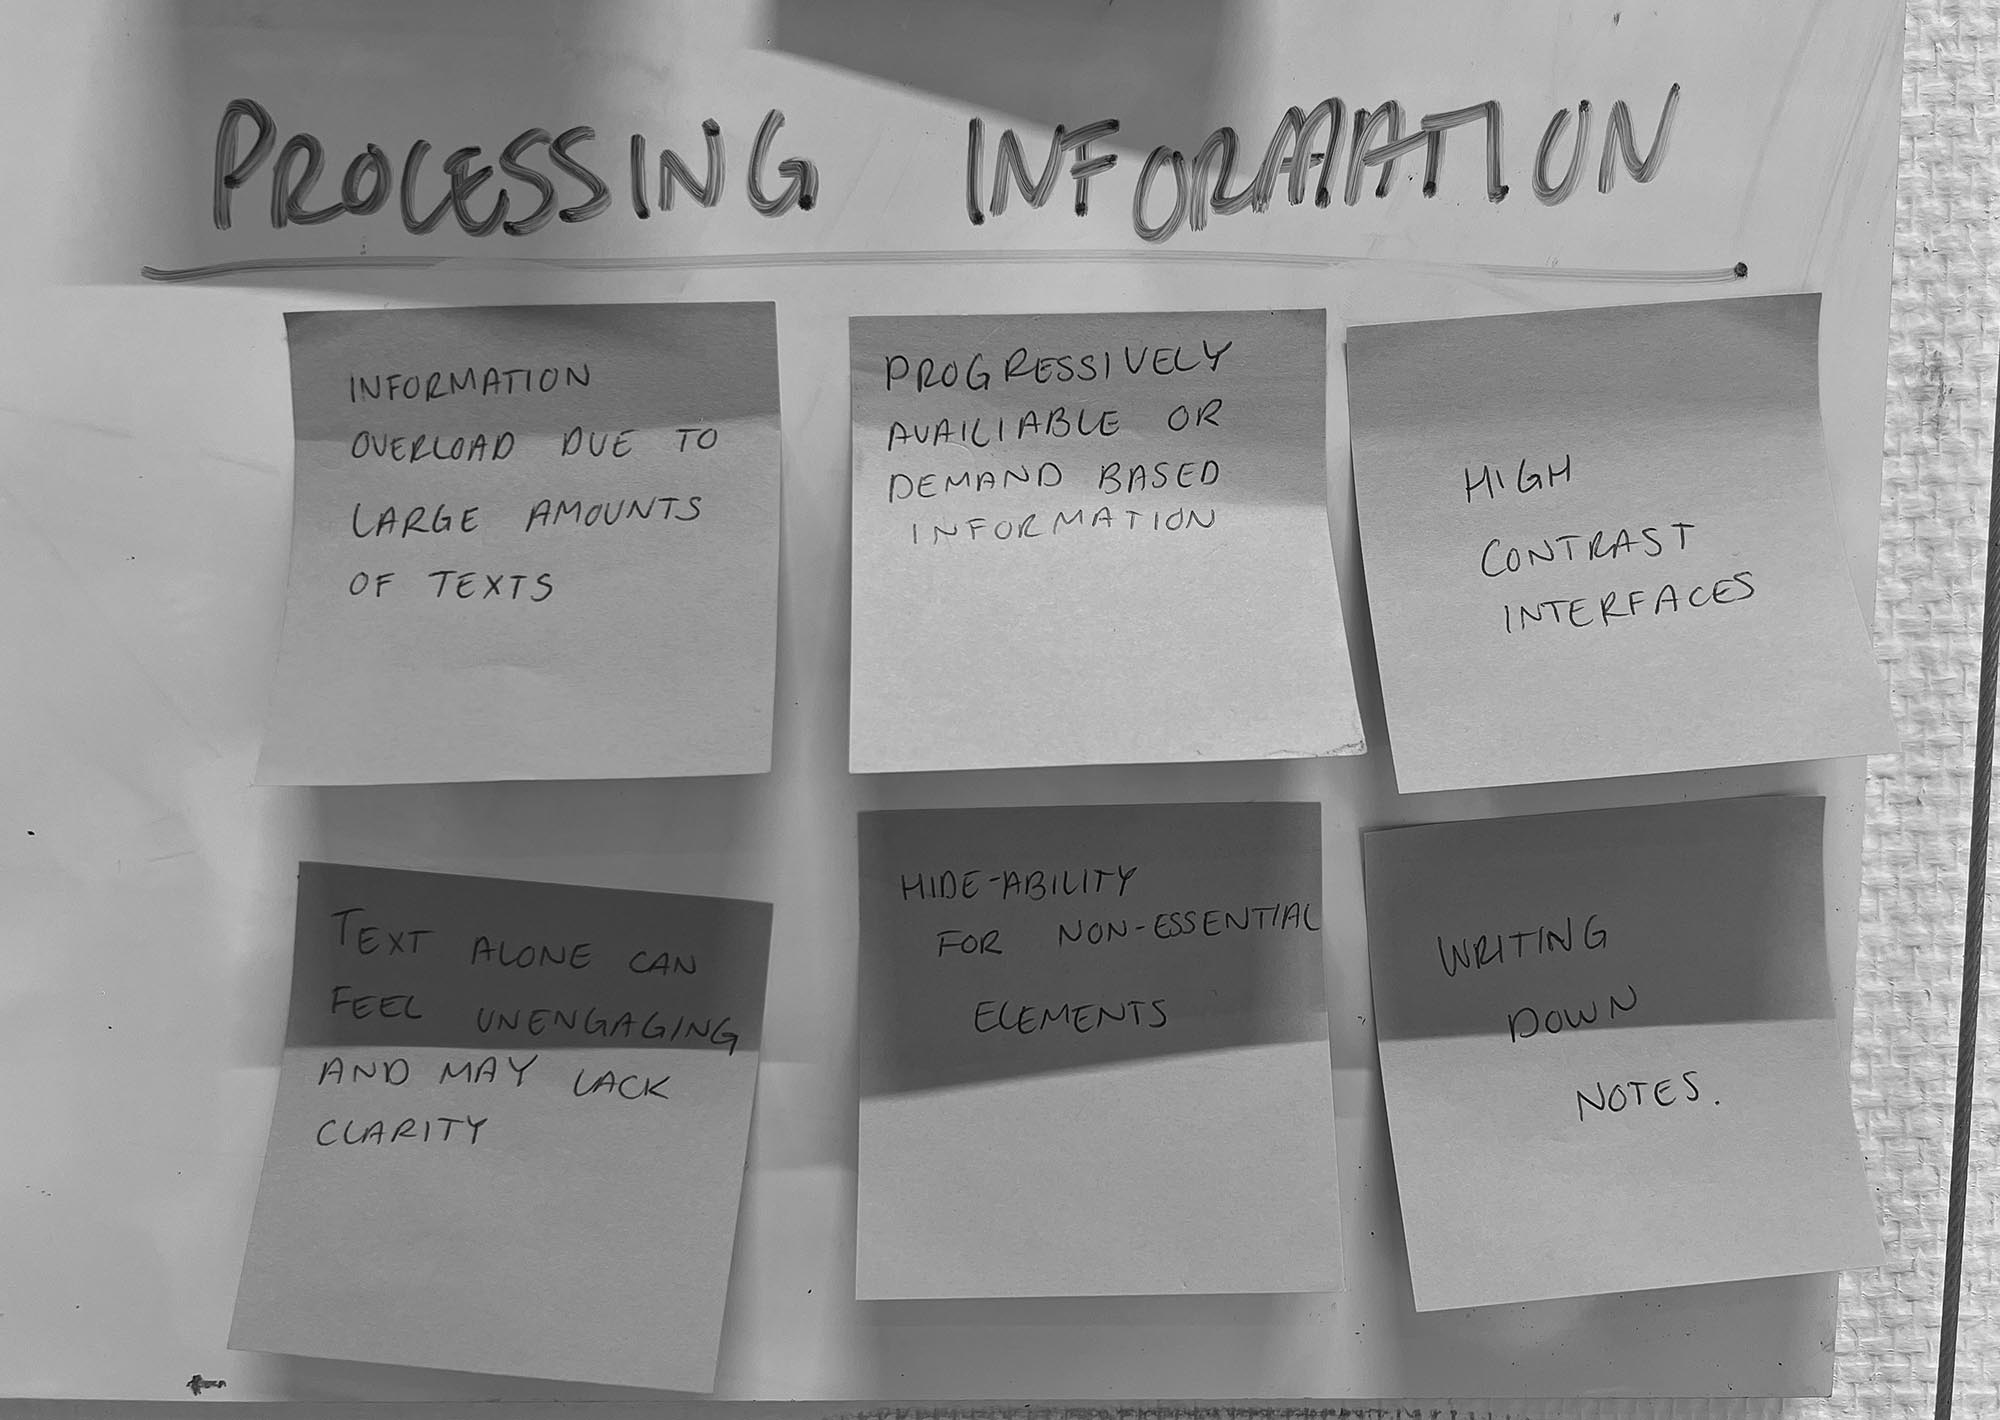 PROCESSING INFORMATION
INFORMATION
OVERLOAD DUE TO
LARGE AMOUNTS
OF TEXTS
PROGRESSIVELY
AVAILIABLE OR
DEMAND BASED
INFORMATION
HIGH
CONTRAST
INTERFACES
TEXT ALONE CAN
FEEL UNENGAGING
AND MAY LACK
CLARITY
HIDE-ABILITY
FOR NON-ESSENTIAL
ELEMENTS
WRITING
DOWN
NOTES.